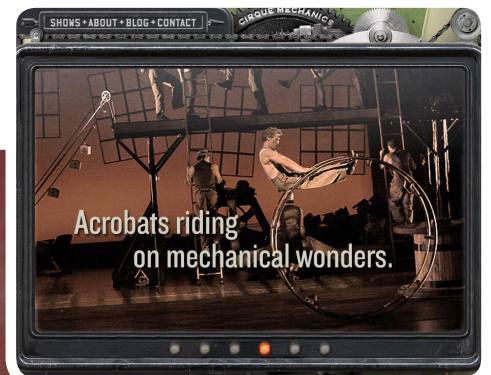 SHOWS + ABOUT + BLOG + CONTACT
CIRQUE MECHANICS
Acrobats riding
on mechanical wonders.